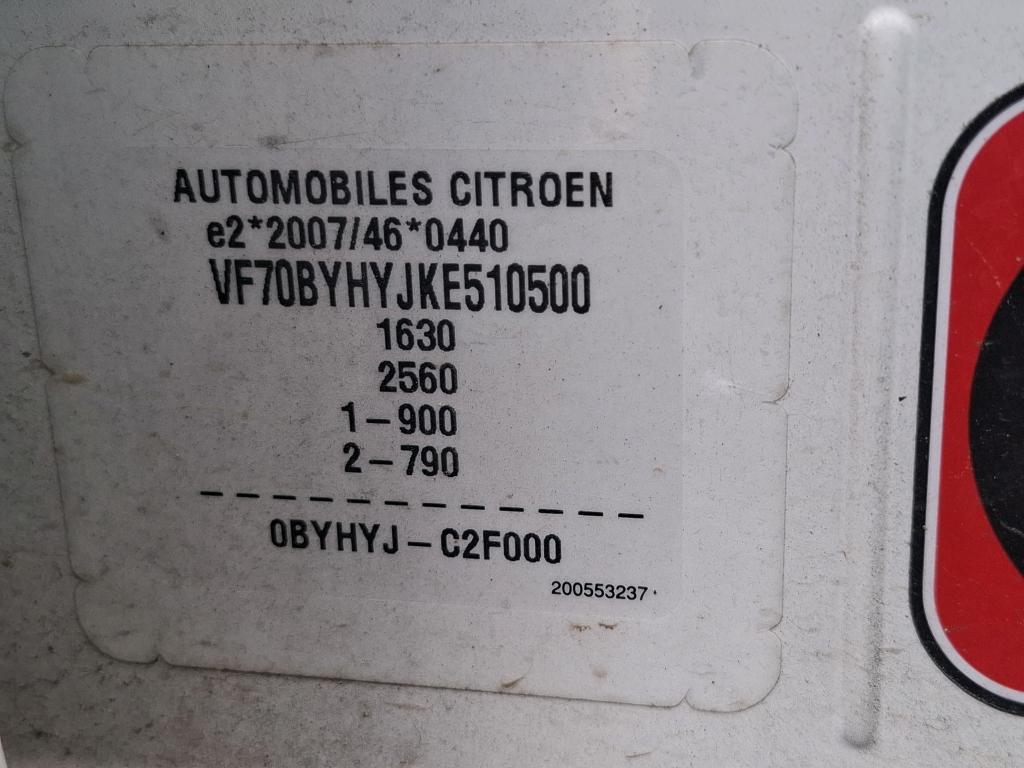 AUTOMOBILES CITROEN
e2*2007/46*0440
VF70BYHYJKE510500
1630
2560
1-900
2-790
------------
0BYHYJ-C2F000
200553237